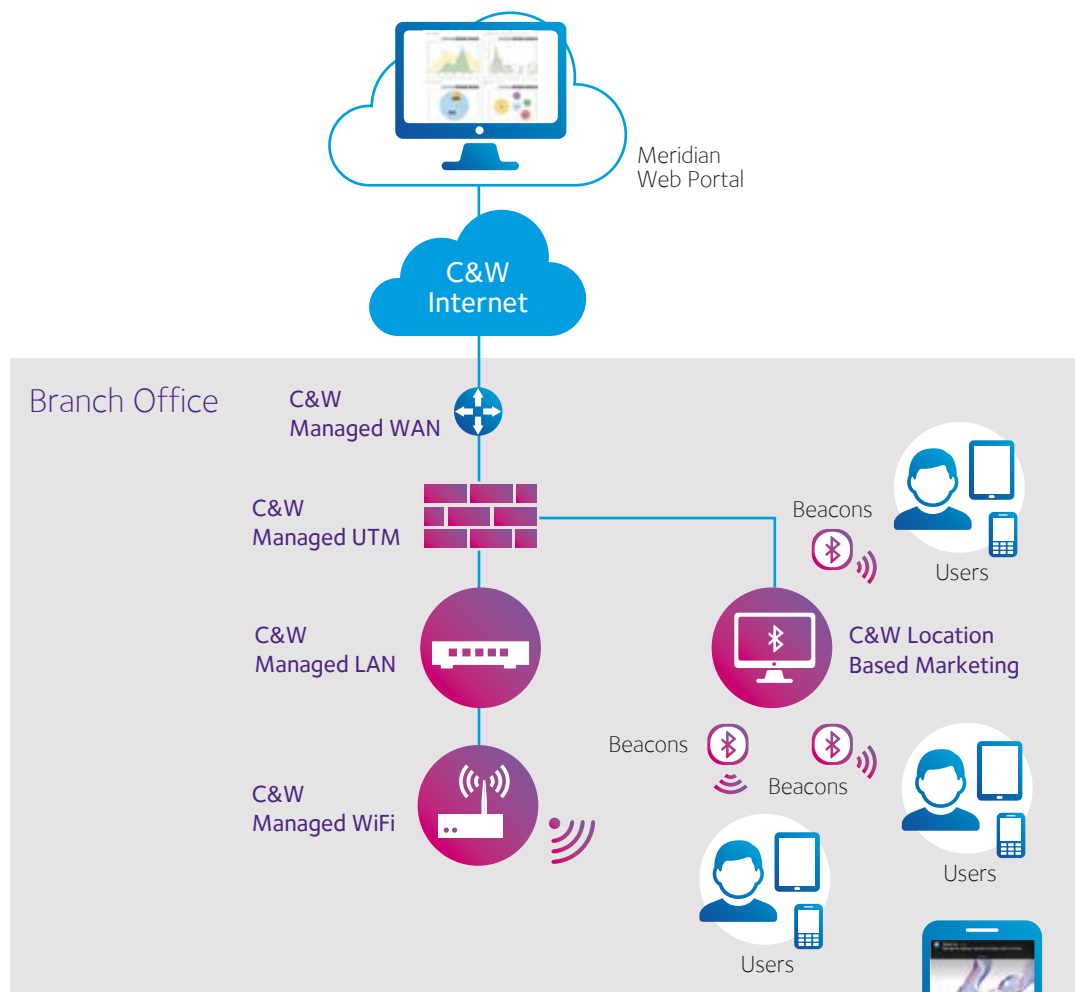 Meridian
Web Portal
C&W
Internet
Branch Office
C&W
Managed WAN
C&W
Managed UTM
Beacons
Users
C&W
Managed LAN
C&W Location
Based Marketing
Beacons
Beacons
C&W
Managed WiFi
Users
Users